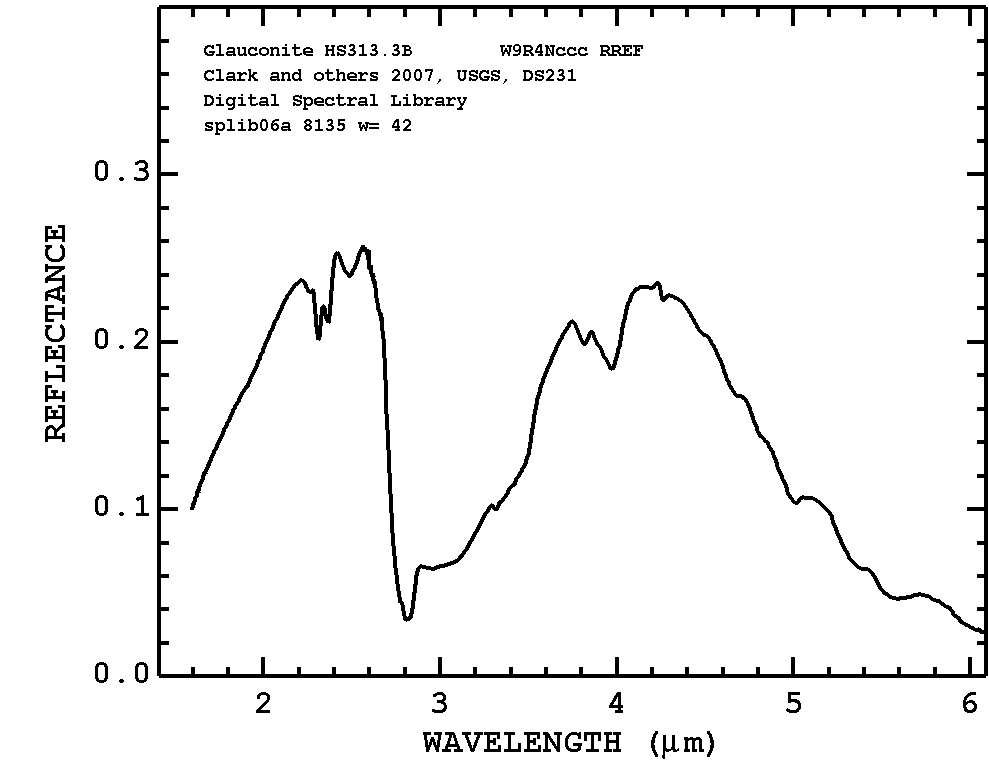 Glauconite HS313.3B W9R4Nccc RREF
Clark and others 2007, USGS, DS231
Digital Spectral Library
splib06a 8135 w= 42
REFLECTANCE
0.3
0.2
0.1
0.0
2 3 4 5 6
WAVELENGTH (μm)